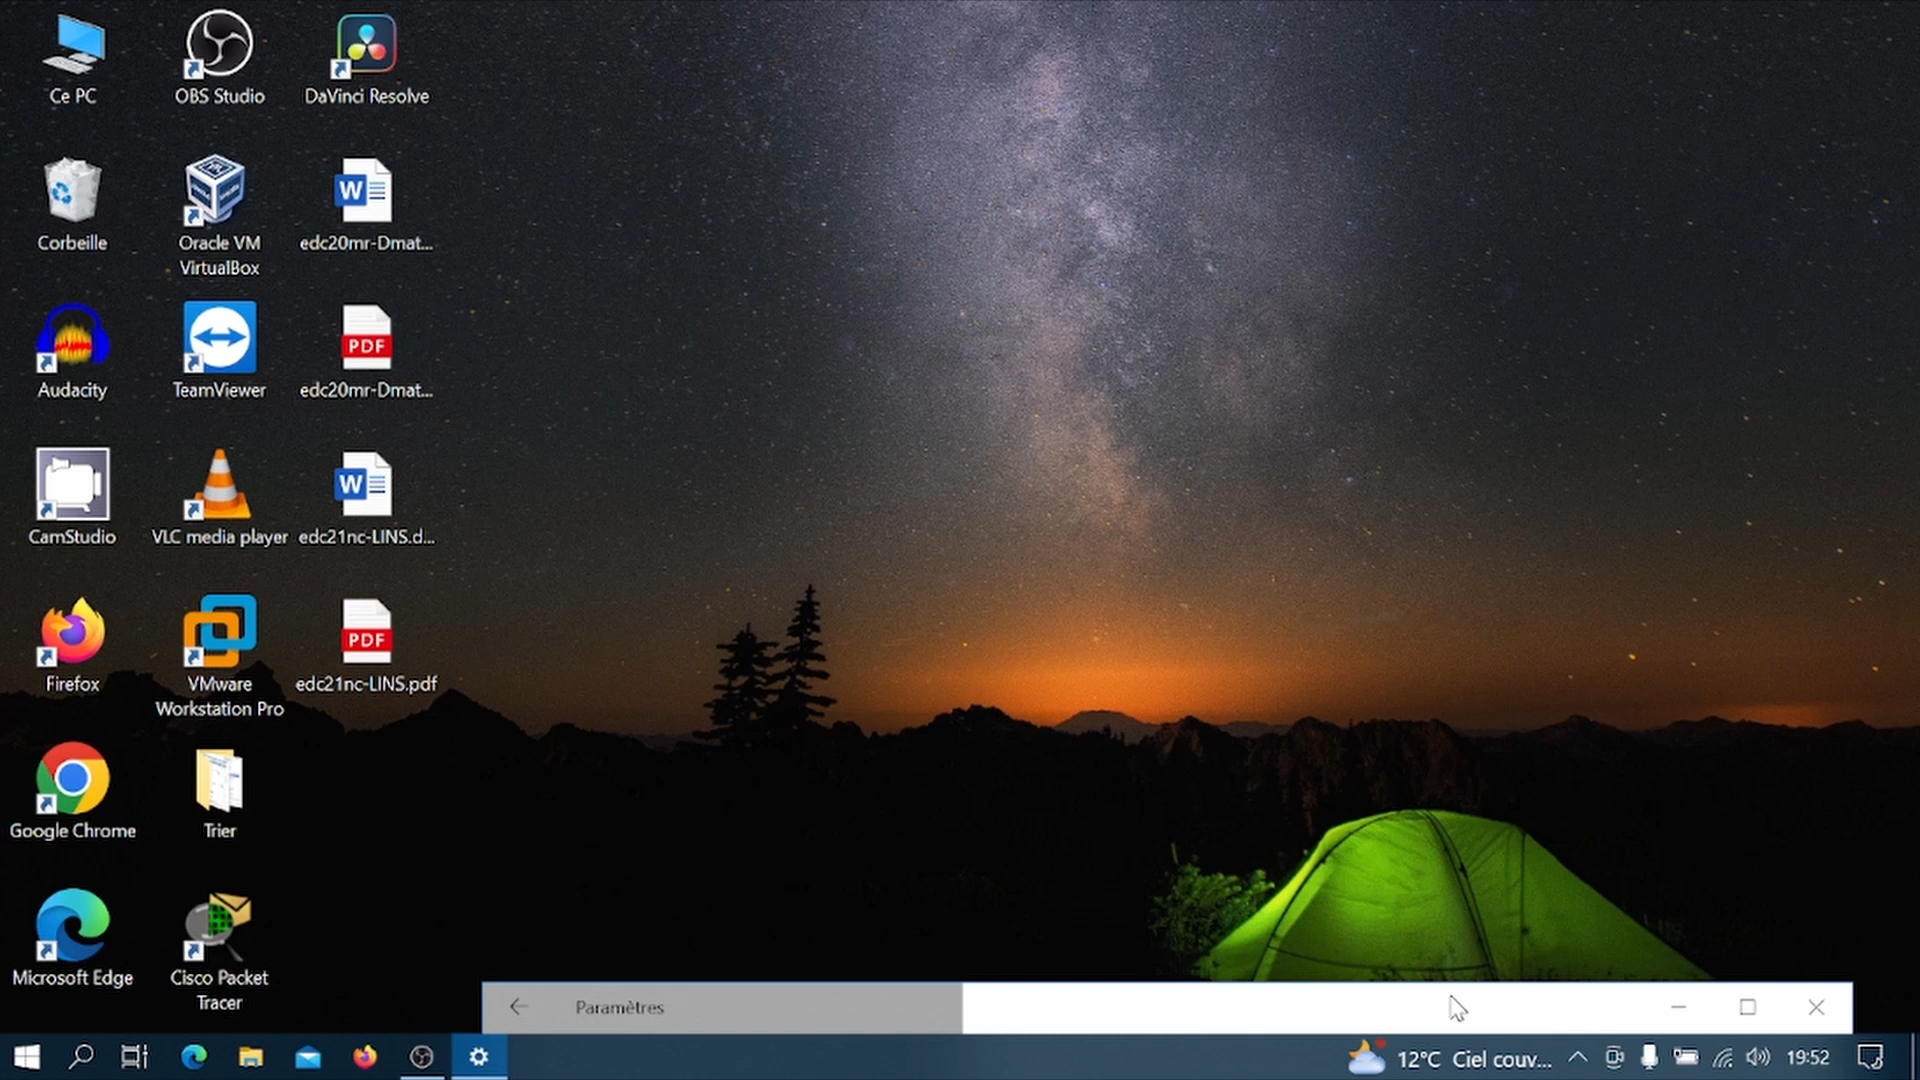 Ce PC
OBS Studio
DaVinci Resolve
Corbeille
Oracle VM
VirtualBox
W
edc20mr-Dmat...
Audacity
TeamViewer
PDF
edc20mr-Dmat...
CamStudio
VLC media player
W
edc21nc-LINS.d...
Firefox
VMware
Workstation Pro
PDF
edc21nc-LINS.pdf
Google Chrome
Trier
Microsoft Edge
Cisco Packet
Tracer
Paramètres
12°C Ciel couv...
19:52